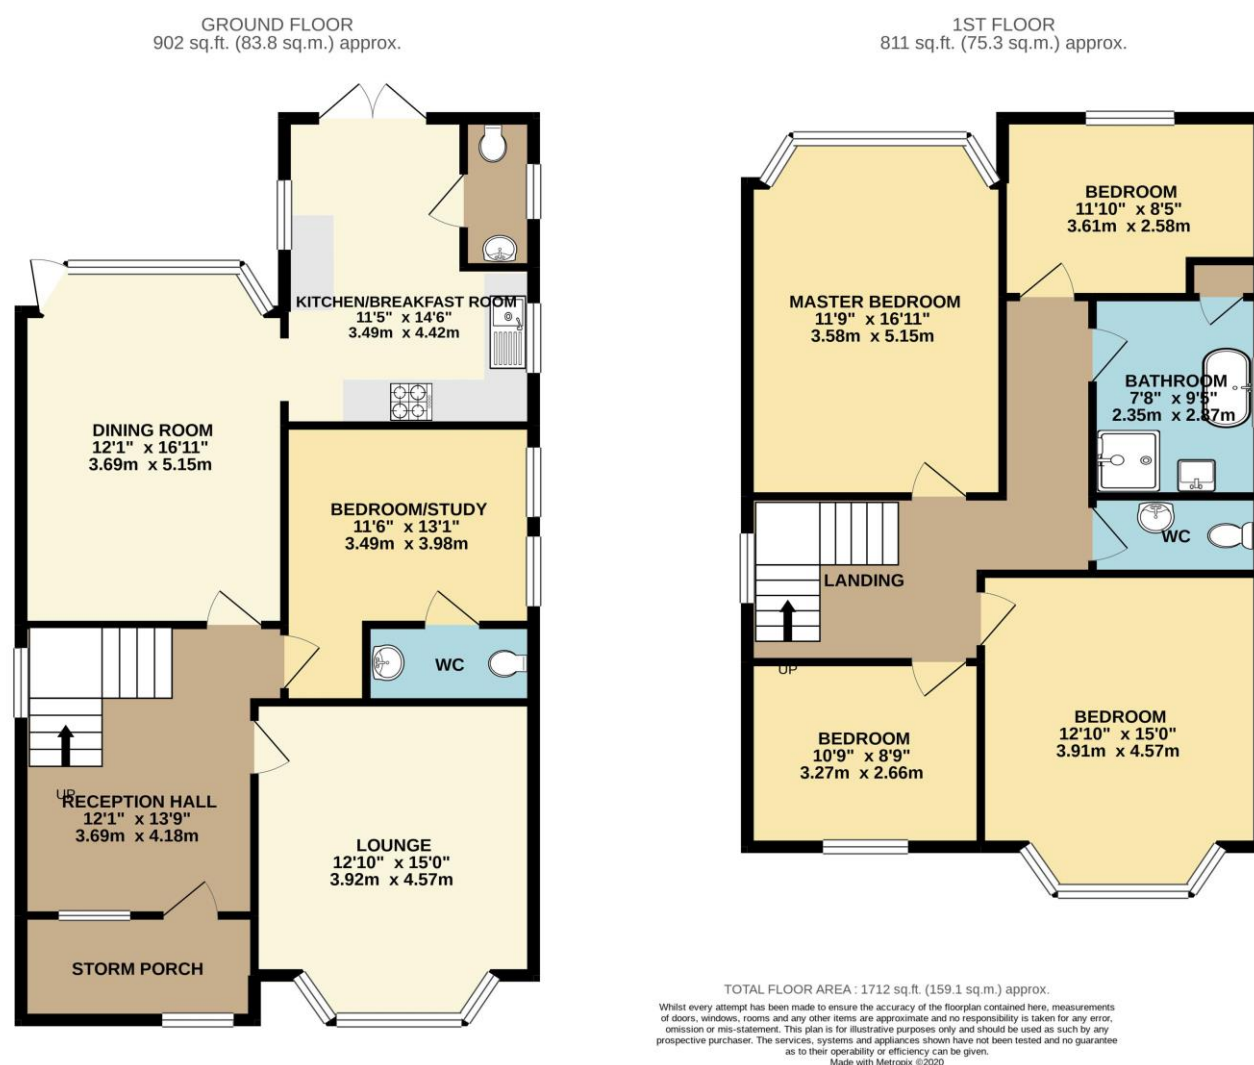 GROUND FLOOR
902 sq.ft. (83.8 sq.m.) approx.
KITCHEN/BREAKFAST ROOM
11'5" x 14'6"
3.49m x 4.42m
DINING ROOM
12'1" x 16'11"
3.69m x 5.15m
BEDROOM/STUDY
11'6" x 13'1"
3.49m x 3.98m
WC
UP
RECEPTION HALL
12'1" x 13'9"
3.69m x 4.18m
LOUNGE
12'10" x 15'0"
3.92m x 4.57m
STORM PORCH
1ST FLOOR
811 sq.ft. (75.3 sq.m.) approx.
BEDROOM
11'10" x 8'5"
3.61m x 2.58m
MASTER BEDROOM
11'9" x 16'11"
3.58m x 5.15m
BATHROOM
7'8" x 9'5"
2.35m x 2.87m
WC
LANDING
UP
BEDROOM
10'9" x 8'9"
3.27m x 2.66m
BEDROOM
12'10" x 15'0"
3.91m x 4.57m
TOTAL FLOOR AREA : 1712 sq.ft. (159.1 sq.m.) approx.
Whilst every attempt has been made to ensure the accuracy of the floorplan contained here, measurements
of doors, windows, rooms and any other items are approximate and no responsibility is taken for any error,
omission or mis-statement. This plan is for illustrative purposes only and should be used as such by any
prospective purchaser. The services, systems and appliances shown have not been tested and no guarantee
as to their operability or efficiency can be given.
Made with Metropix ©2020